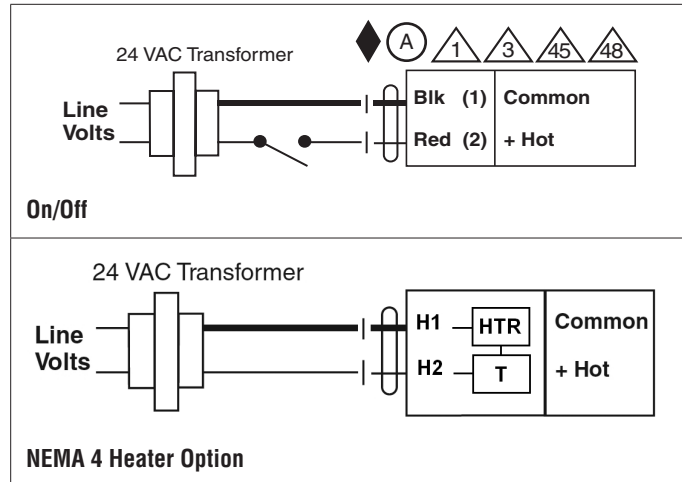 24 VAC Transformer
A 1 3 45 48
Line Volts
Blk (1) Common
Red (2) + Hot
On/Off
24 VAC Transformer
Line Volts
H1 HTR Common
H2 T + Hot
NEMA 4 Heater Option